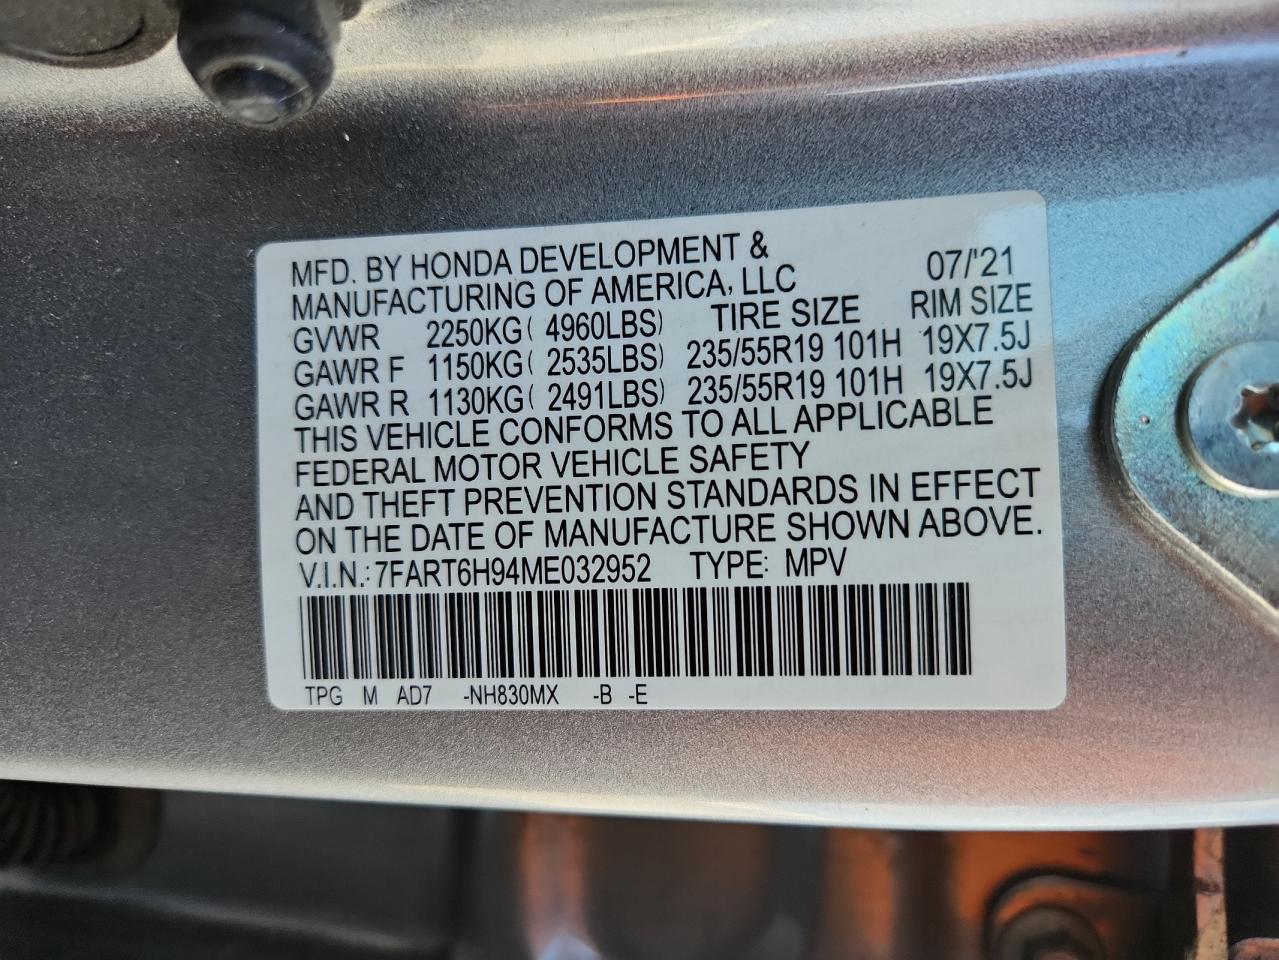 MFD. BY HONDA DEVELOPMENT & 07/'21
MANUFACTURING OF AMERICA, LLC
GVWR 2250KG( 4960LBS) TIRE SIZE RIM SIZE
GAWR F 1150KG( 2535LBS) 235/55R19 101H 19X7.5J
GAWR R 1130KG( 2491LBS) 235/55R19 101H 19X7.5J
THIS VEHICLE CONFORMS TO ALL APPLICABLE
FEDERAL MOTOR VEHICLE SAFETY
AND THEFT PREVENTION STANDARDS IN EFFECT
ON THE DATE OF MANUFACTURE SHOWN ABOVE.
V.I.N.: 7FART6H94ME032952 TYPE: MPV
TPG M AD7 -NH830MX -B -E